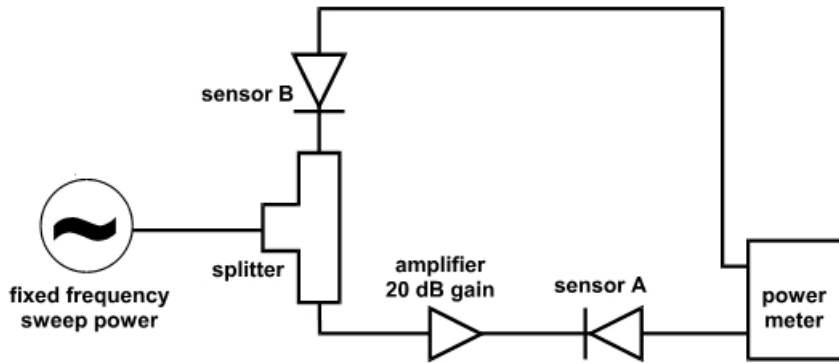 sensor B
splitter
fixed frequency
sweep power
amplifier
20 dB gain
sensor A
power
meter